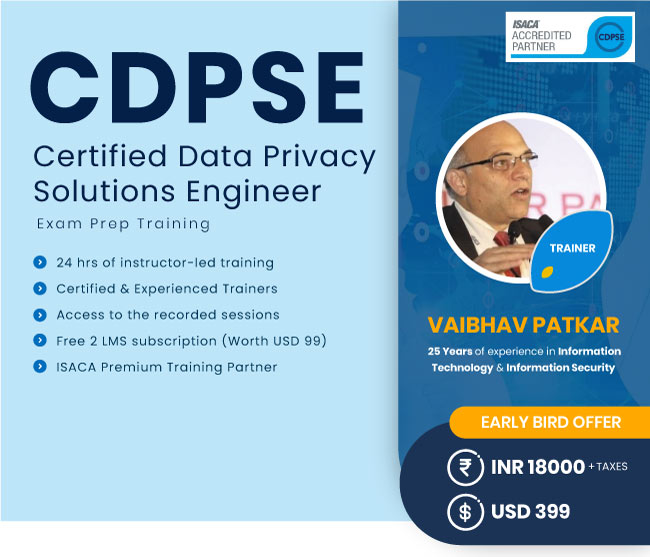 ISACA
ACCREDITED
PARTNER
CDPSE
CDPSE
Certified Data Privacy
Solutions Engineer
Exam Prep Training
24 hrs of instructor-led training
Certified & Experienced Trainers
Access to the recorded sessions
Free 2 LMS subscription (Worth USD 99)
ISACA Premium Training Partner
R PA
TRAINER
VAIBHAV PATKAR
25 Years of experience in Information
Technology & Information Security
EARLY BIRD OFFER
₹ INR 18000 + TAXES
$ USD 399